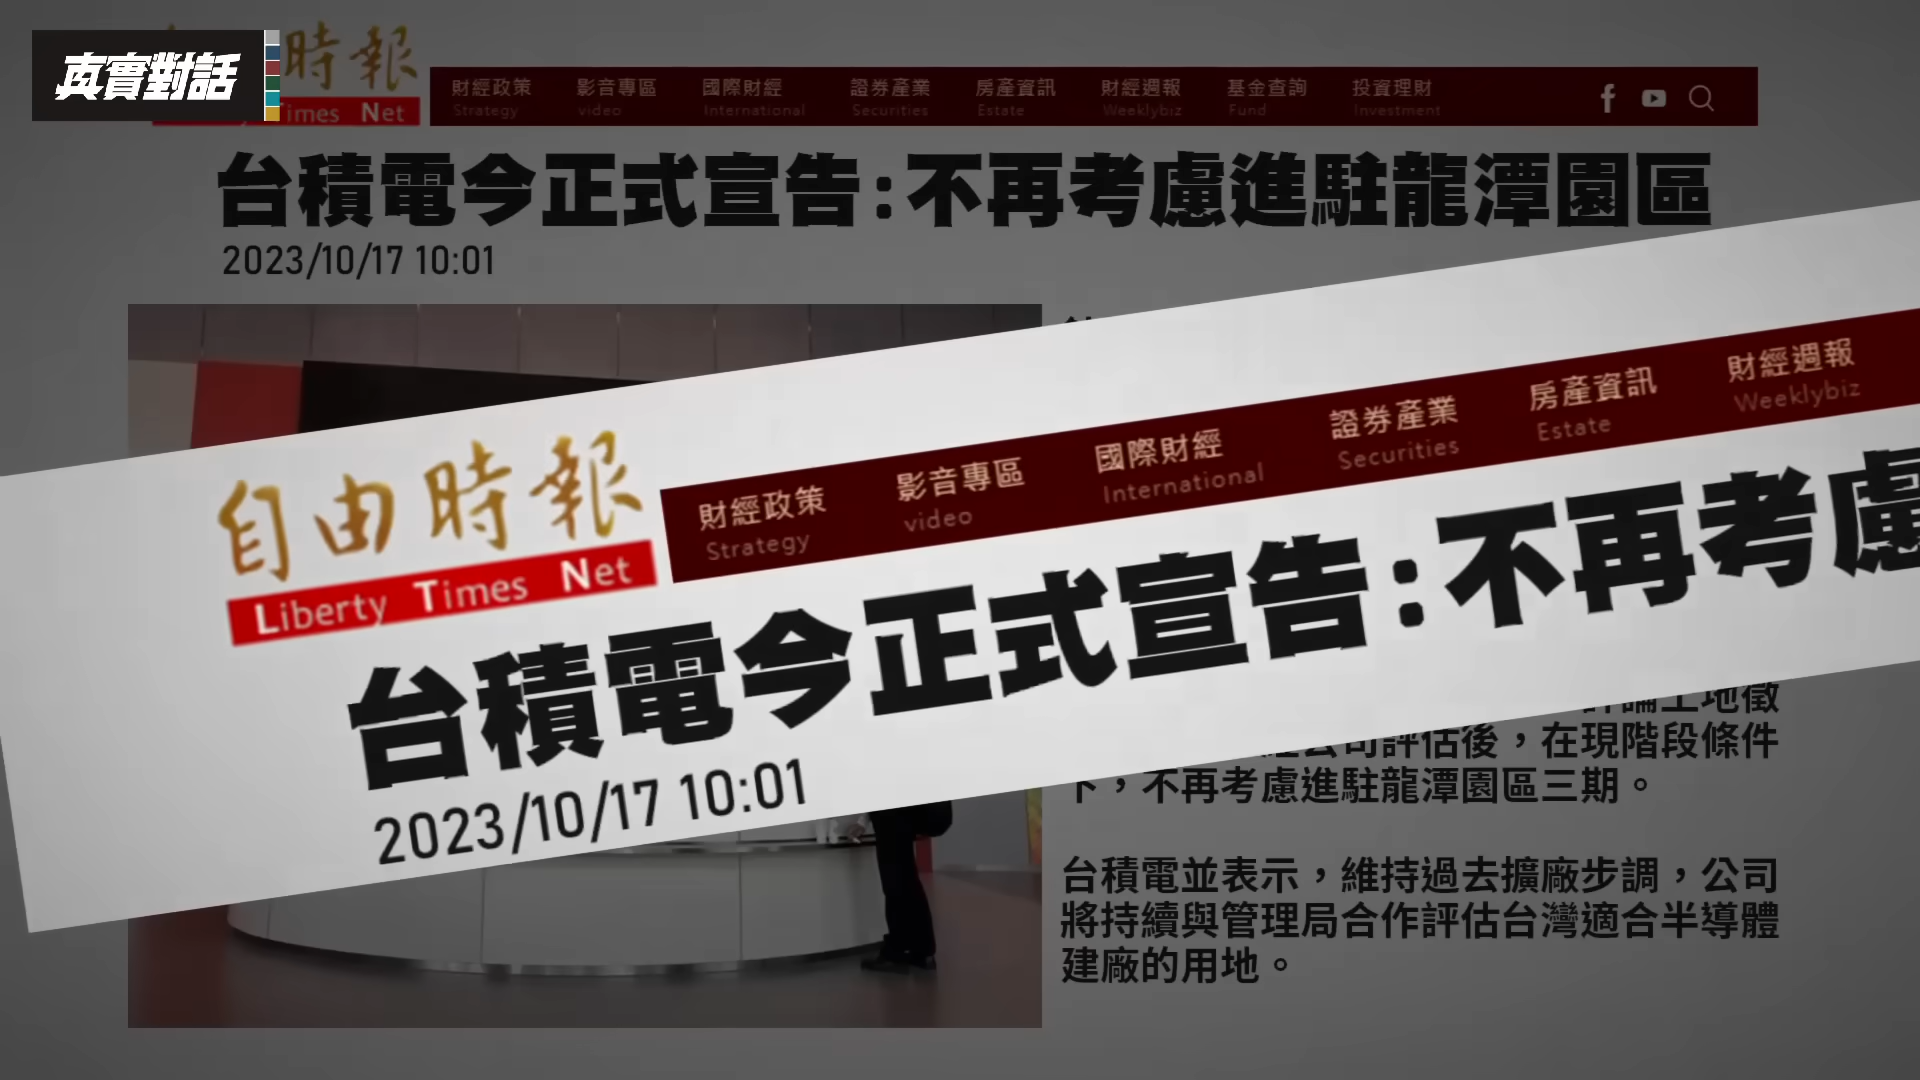 真實對話
時報
Times Net
財經政策 影音專區 國際財經 證券產業 房產資訊 財經週報 基金查詢 投資理財
Strategy video International Securities Estate Weeklybiz Fund Investment
台積電今正式宣告:不再考慮進駐龍潭園區
2023/10/17 10:01
自由時報
Liberty Times Net
財經政策 影音專區 國際財經 證券產業 房產資訊 財經週報
Strategy video International Securities Estate Weeklybiz
台積電今正式宣告:不再考慮
2023/10/17 10:01
土地徵
公司評估後，在現階段條件
下，不再考慮進駐龍潭園區三期。
台積電並表示，維持過去擴廠步調，公司
將持續與管理局合作評估台灣適合半導體
建廠的用地。